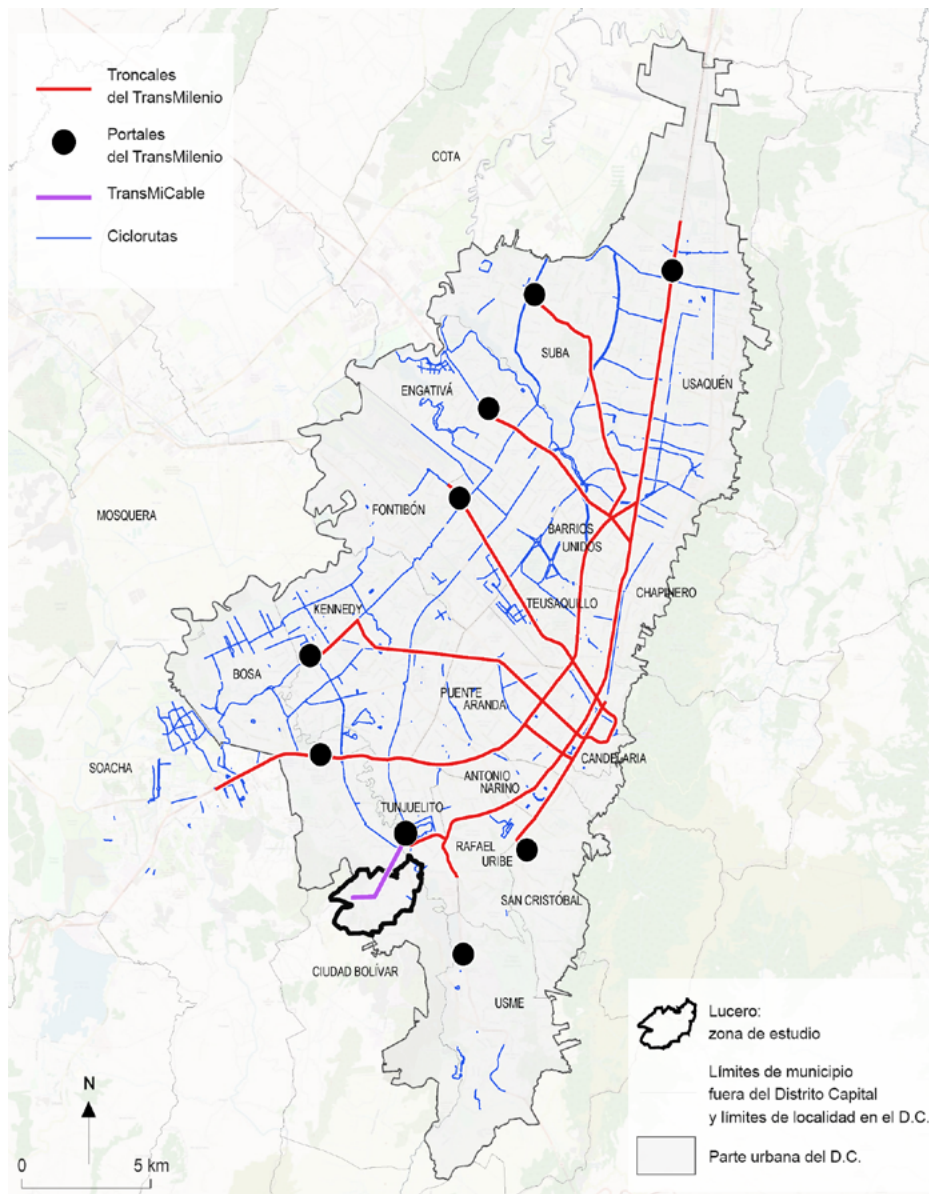 Troncales
del TransMilenio
Portales
del TransMilenio
TransMiCable
Ciclorutas
COTA
SUBA
USAQUÉN
ENGATIVÁ
MOSQUERA
FONTIBÓN
BARRIOS
UNIDOS
CHAPINERO
TEUSAQUILLO
KENNEDY
BOSA
PUENTE
ARANDA
SOACHA
CANDELARIA
ANTONIO
NARIÑO
TUNJUELITO
RAFAEL
URIBE
SAN CRISTÓBAL
CIUDAD BOLÍVAR
USME
Lucero:
zona de estudio
Límites de municipio
fuera del Distrito Capital
y límites de localidad en el D.C.
Parte urbana del D.C.
N
0 5 km